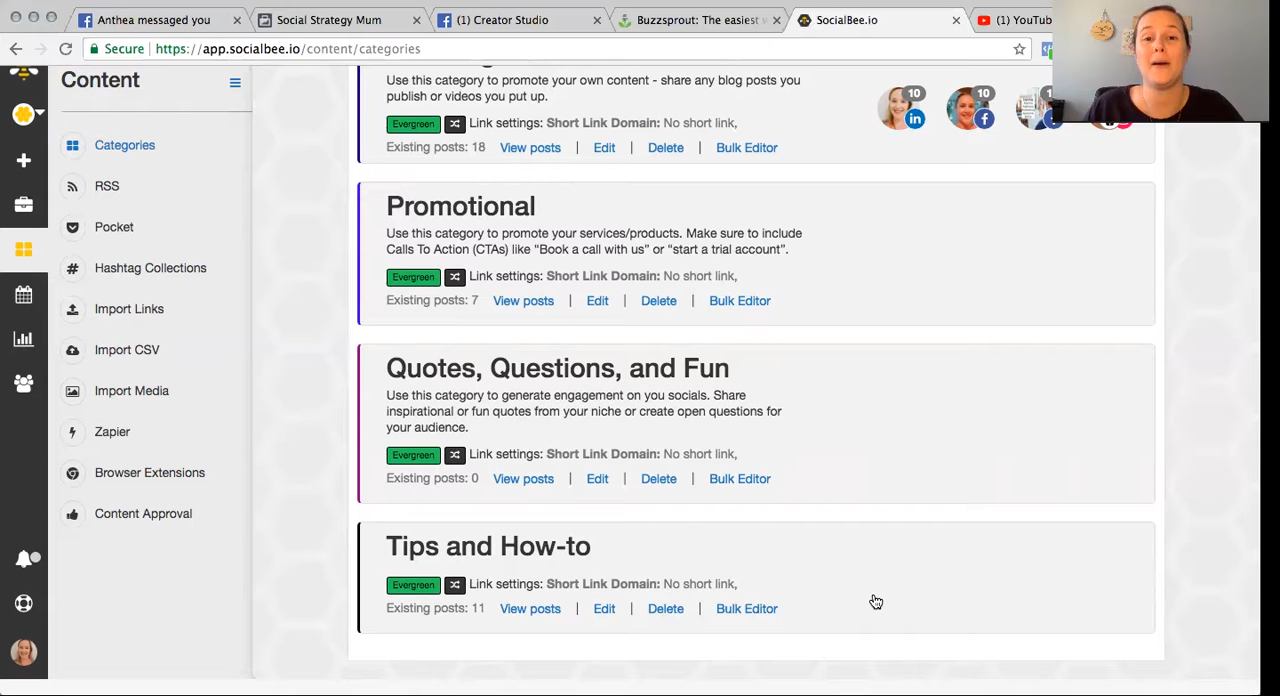 Anthea messaged you
Social Strategy Mum
(1) Creator Studio
Buzzsprout: The easiest w
SocialBee.io
(1) YouTub
Secure
https://app.socialbee.io/content/categories
Content
Categories
RSS
Pocket
Hashtag Collections
Import Links
Import CSV
Import Media
Zapier
Browser Extensions
Content Approval
Use this category to promote your own content - share any blog posts you
publish or videos you put up.
Evergreen Link settings: Short Link Domain: No short link,
Existing posts: 18 View posts | Edit | Delete | Bulk Editor
10
10
Promotional
Use this category to promote your services/products. Make sure to include
Calls To Action (CTAs) like “Book a call with us” or “start a trial account”.
Evergreen Link settings: Short Link Domain: No short link,
Existing posts: 7 View posts | Edit | Delete | Bulk Editor
Quotes, Questions, and Fun
Use this category to generate engagement on you socials. Share
inspirational or fun quotes from your niche or create open questions for
your audience.
Evergreen Link settings: Short Link Domain: No short link,
Existing posts: 0 View posts | Edit | Delete | Bulk Editor
Tips and How-to
Evergreen Link settings: Short Link Domain: No short link,
Existing posts: 11 View posts | Edit | Delete | Bulk Editor